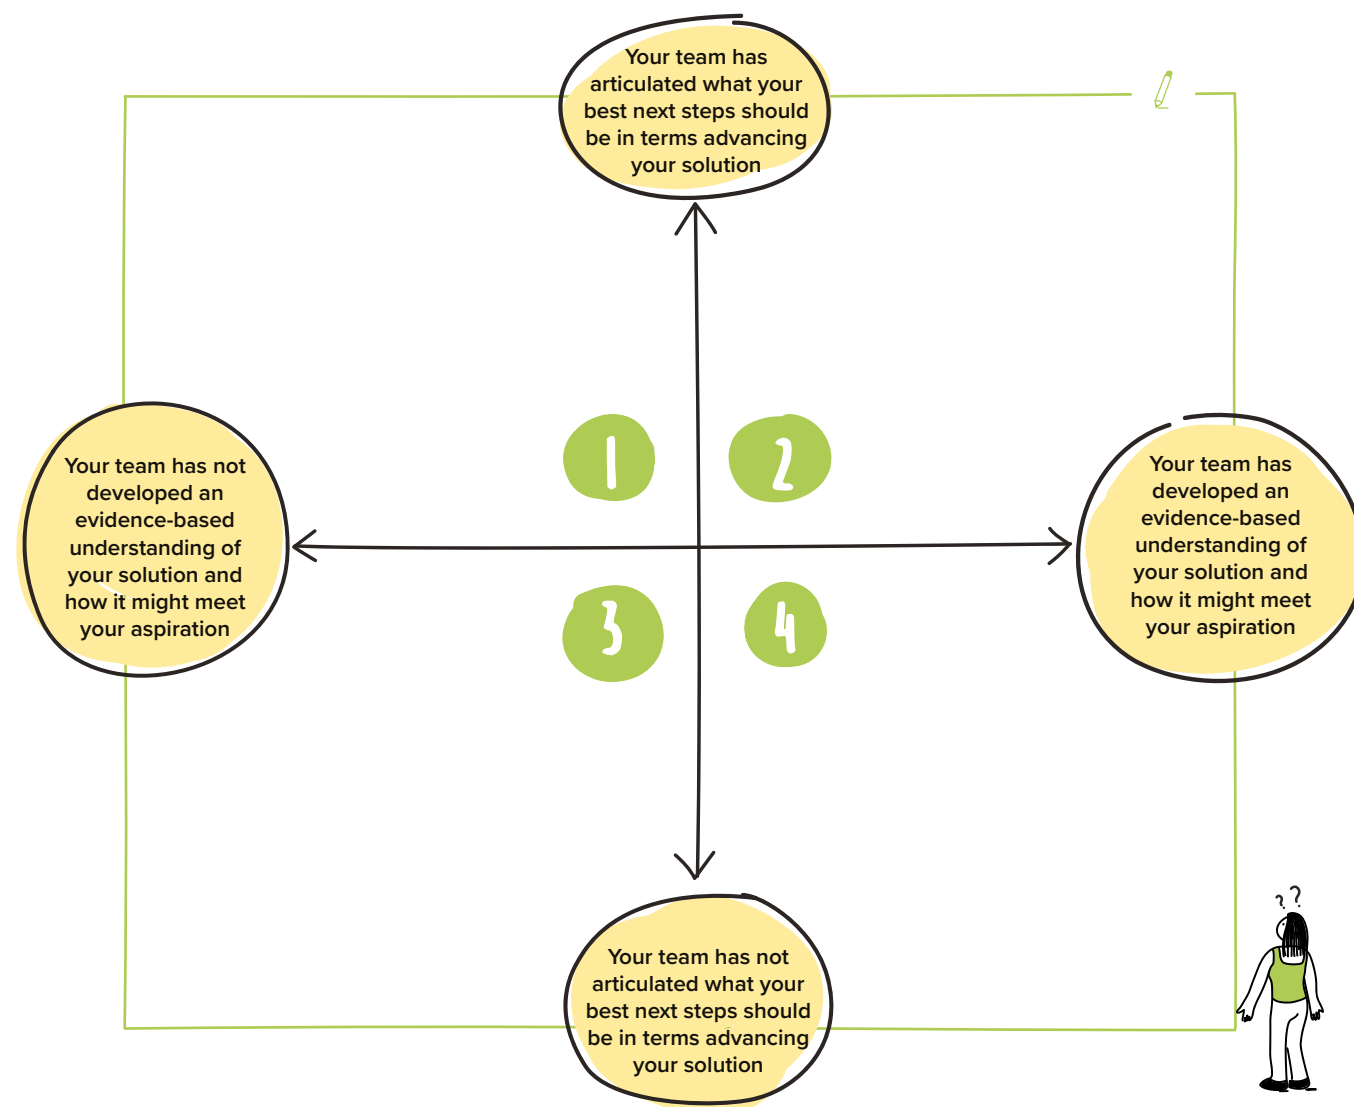 Your team has
articulated what your
best next steps should
be in terms advancing
your solution
1
2
Your team has not
developed an
evidence-based
understanding of
your solution and
how it might meet
your aspiration
Your team has
developed an
evidence-based
understanding of
your solution and
how it might meet
your aspiration
3
4
? ?
Your team has not
articulated what your
best next steps should
be in terms advancing
your solution